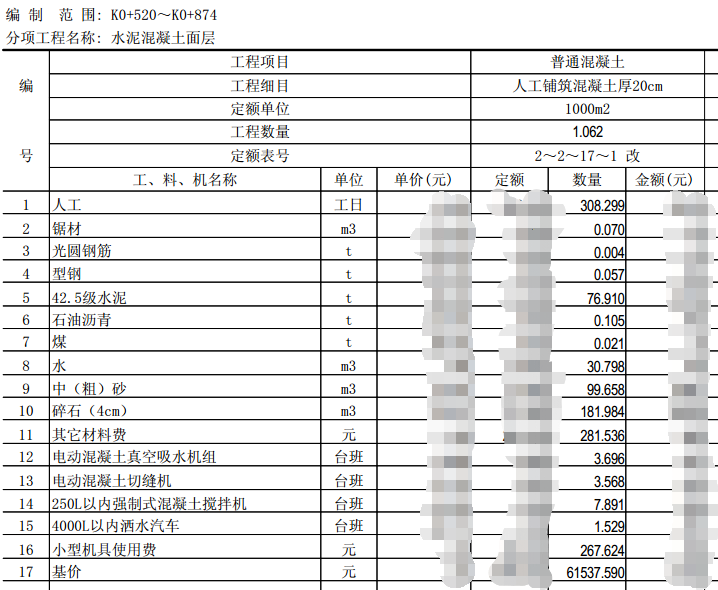 编 制 范 围: K0+520～K0+874
分项工程名称: 水泥混凝土面层
编号 工程项目 普通混凝土
工程细目 人工铺筑混凝土厚20cm
定额单位 1000m2
工程数量 1.062
定额表号 2～2～17～1 改
工、料、机名称 单位 单价(元) 定额 数量 金额(元)
1 人工 工日 308.299
2 锯材 m3 0.070
3 光圆钢筋 t 0.004
4 型钢 t 0.057
5 42.5级水泥 t 76.910
6 石油沥青 t 0.105
7 煤 t 0.021
8 水 m3 30.798
9 中（粗）砂 m3 99.658
10 碎石（4cm） m3 181.984
11 其它材料费 元 281.536
12 电动混凝土真空吸水机组 台班 3.696
13 电动混凝土切缝机 台班 3.568
14 250L以内强制式混凝土搅拌机 台班 7.891
15 4000L以内洒水汽车 台班 1.529
16 小型机具使用费 元 267.624
17 基价 元 61537.590